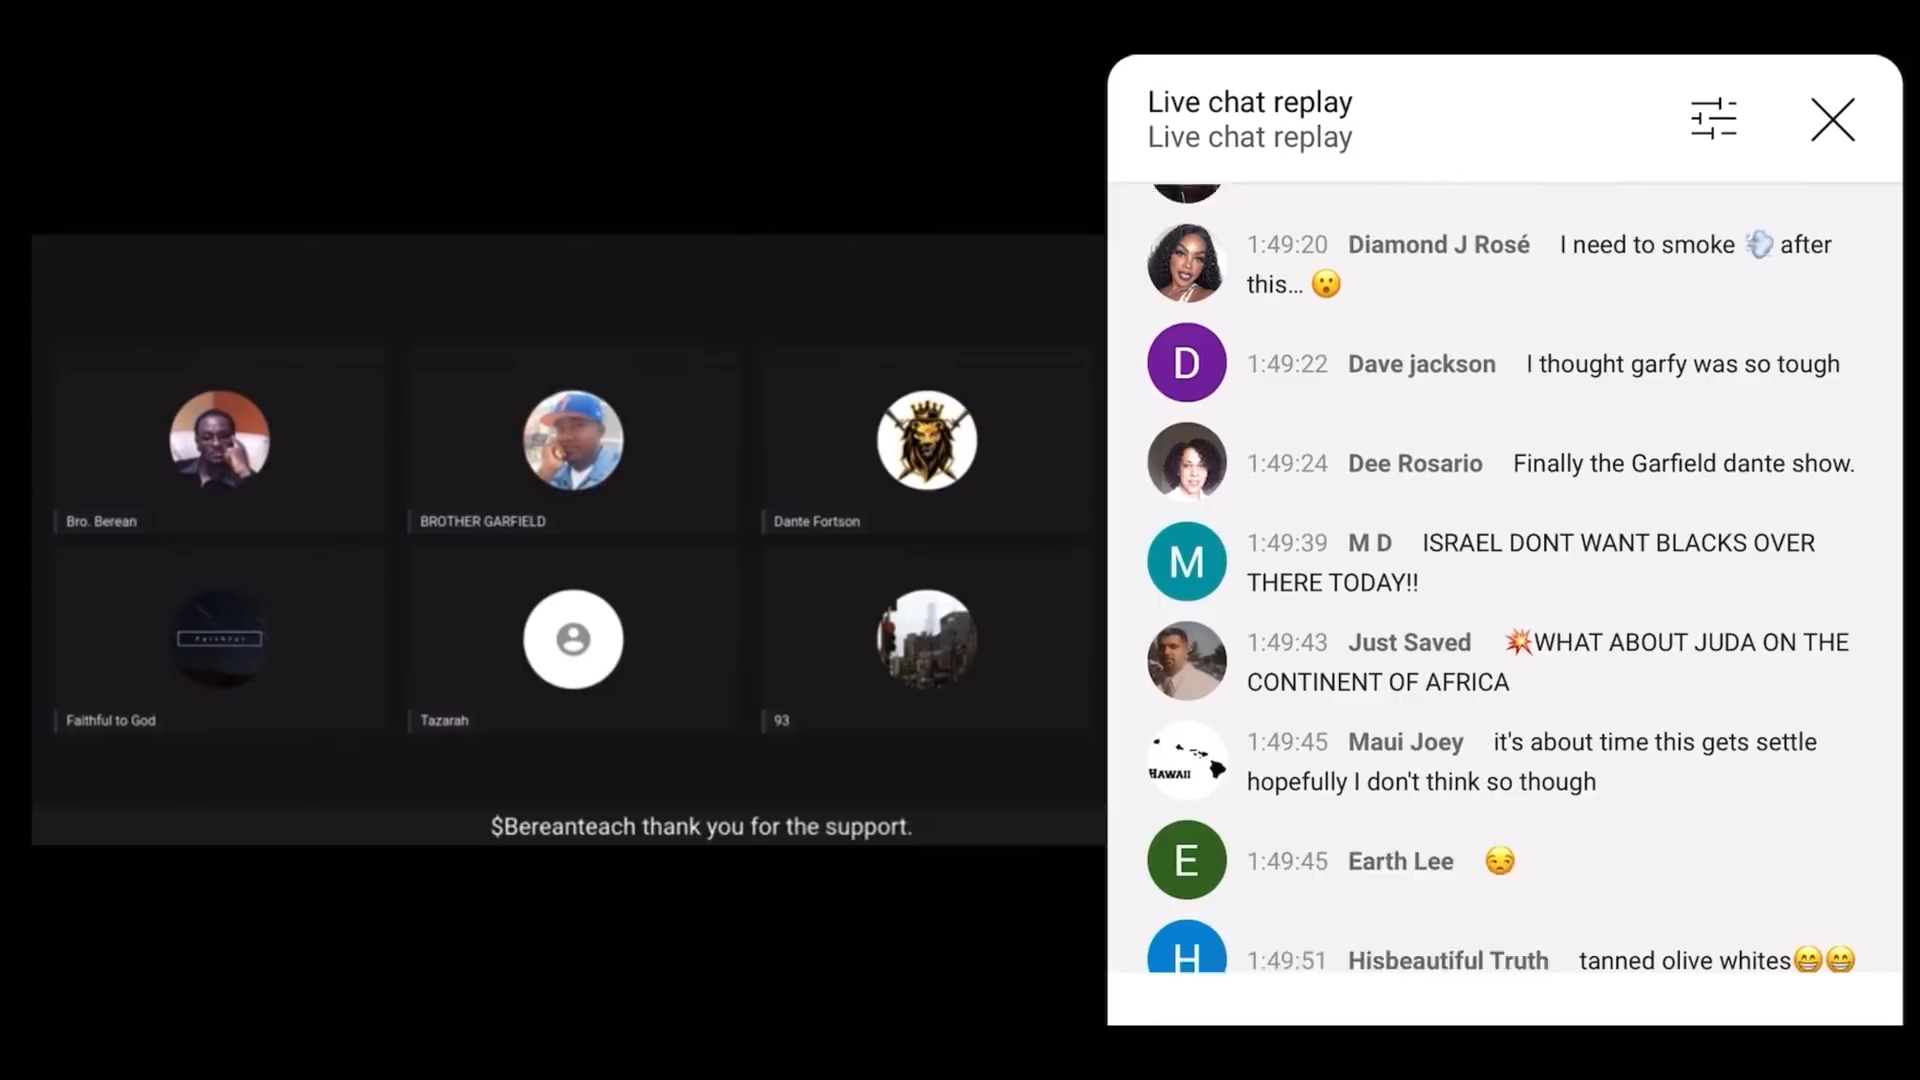 Bro. Berean
BROTHER GARFIELD
Dante Fortson
Faithful
Faithful to God
Tazarah
93
$Bereanteach thank you for the support.
Live chat replay
Live chat replay
1:49:20 Diamond J Rosé I need to smoke 💨 after
this... 😮
D
1:49:22 Dave jackson I thought garfy was so tough
1:49:24 Dee Rosario Finally the Garfield dante show.
M
1:49:39 M D ISRAEL DONT WANT BLACKS OVER
THERE TODAY!!
1:49:43 Just Saved 💥WHAT ABOUT JUDA ON THE
CONTINENT OF AFRICA
HAWAII
1:49:45 Maui Joey it's about time this gets settle
hopefully I don't think so though
E
1:49:45 Earth Lee 😒
H
1:49:51 Hisbeautiful Truth tanned olive whites😁😁